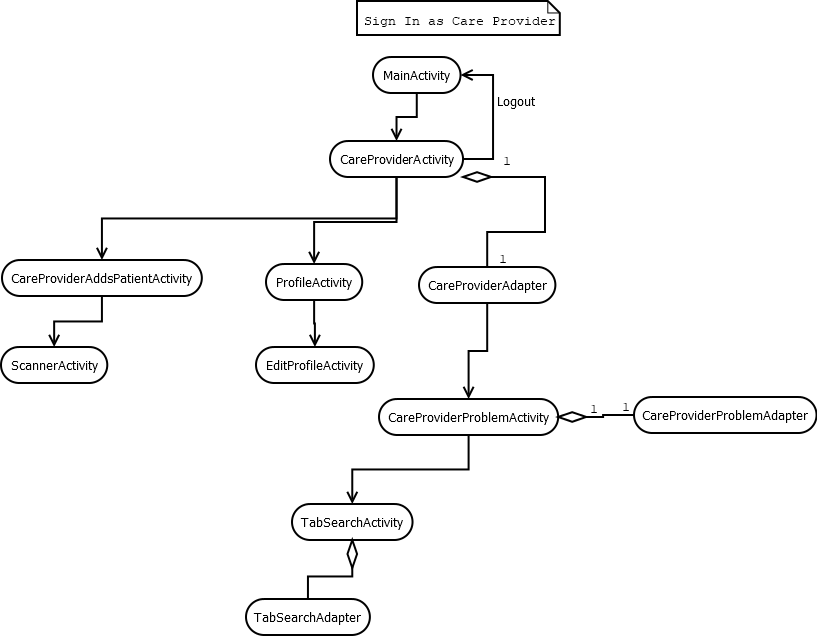 Sign In as Care Provider
MainActivity
Logout
CareProviderActivity
1
1
CareProviderAddsPatientActivity
ProfileActivity
CareProviderAdapter
ScannerActivity
EditProfileActivity
CareProviderProblemActivity
1
1
CareProviderProblemAdapter
TabSearchActivity
TabSearchAdapter